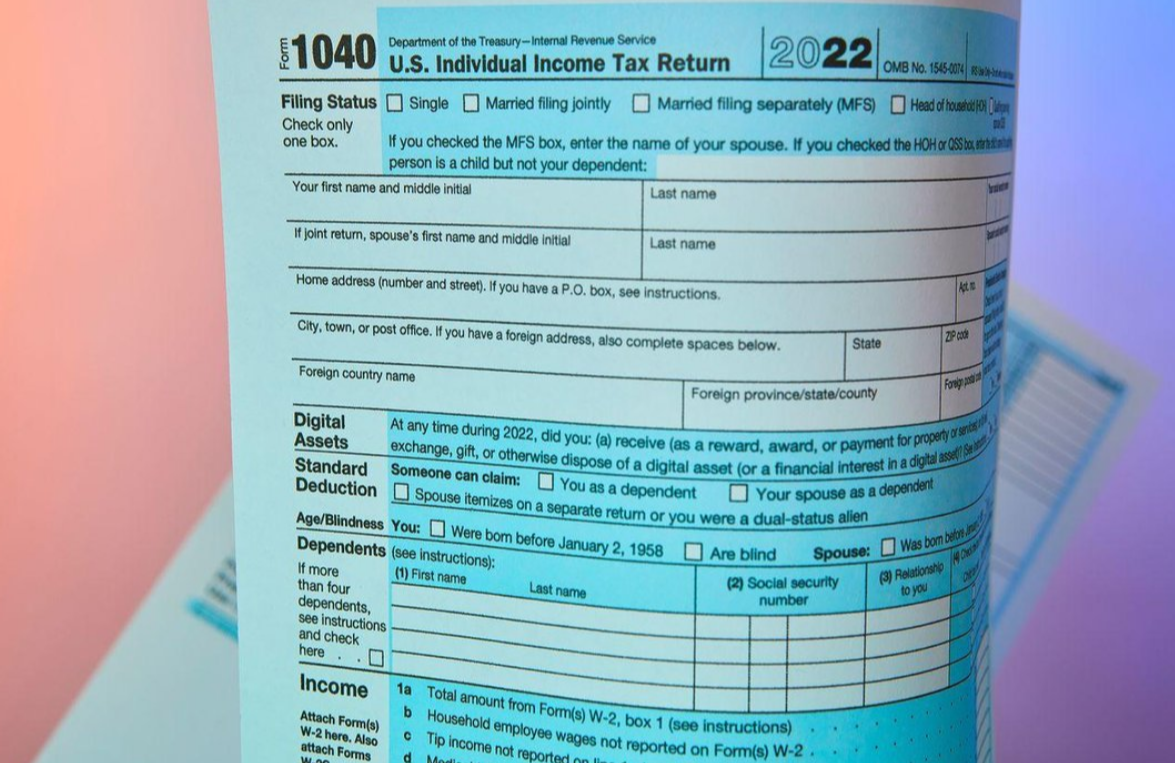 Form 1040 Department of the Treasury—Internal Revenue Service
U.S. Individual Income Tax Return 2022 OMB No. 1545-0074
Filing Status Single Married filing jointly Married filing separately (MFS) Head of household (HOH)
Check only
one box.
If you checked the MFS box, enter the name of your spouse. If you checked the HOH or QSS box,
person is a child but not your dependent:
Your first name and middle initial Last name
If joint return, spouse's first name and middle initial Last name
Home address (number and street). If you have a P.O. box, see instructions. Apt. no.
City, town, or post office. If you have a foreign address, also complete spaces below. State ZIP code
Foreign country name Foreign province/state/county Foreign postal code
Digital
Assets
At any time during 2022, did you: (a) receive (as a reward, award, or payment for property or services)
exchange, gift, or otherwise dispose of a digital asset (or a financial interest in a digital asset)?
Standard
Deduction
Someone can claim: You as a dependent Your spouse as a dependent
Spouse itemizes on a separate return or you were a dual-status alien
Age/Blindness You: Were born before January 2, 1958 Are blind Spouse: Was born before
Dependents (see instructions):
(1) First name Last name
(2) Social security
number
(3) Relationship
to you
If more
than four
dependents,
see instructions
and check
here . .
Income
1a Total amount from Form(s) W-2, box 1 (see instructions)
b Household employee wages not reported on Form(s) W-2
c Tip income not reported on
d
Attach Form(s)
W-2 here. Also
attach Forms